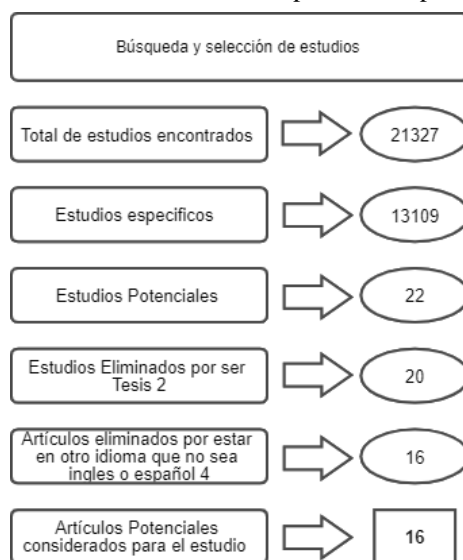 Búsqueda y selección de estudios
Total de estudios encontrados
21327
Estudios especificos
13109
Estudios Potenciales
22
Estudios Eliminados por ser
Tesis 2
20
Artículos eliminados por estar
en otro idioma que no sea
ingles o español 4
16
Artículos Potenciales
considerados para el estudio
16